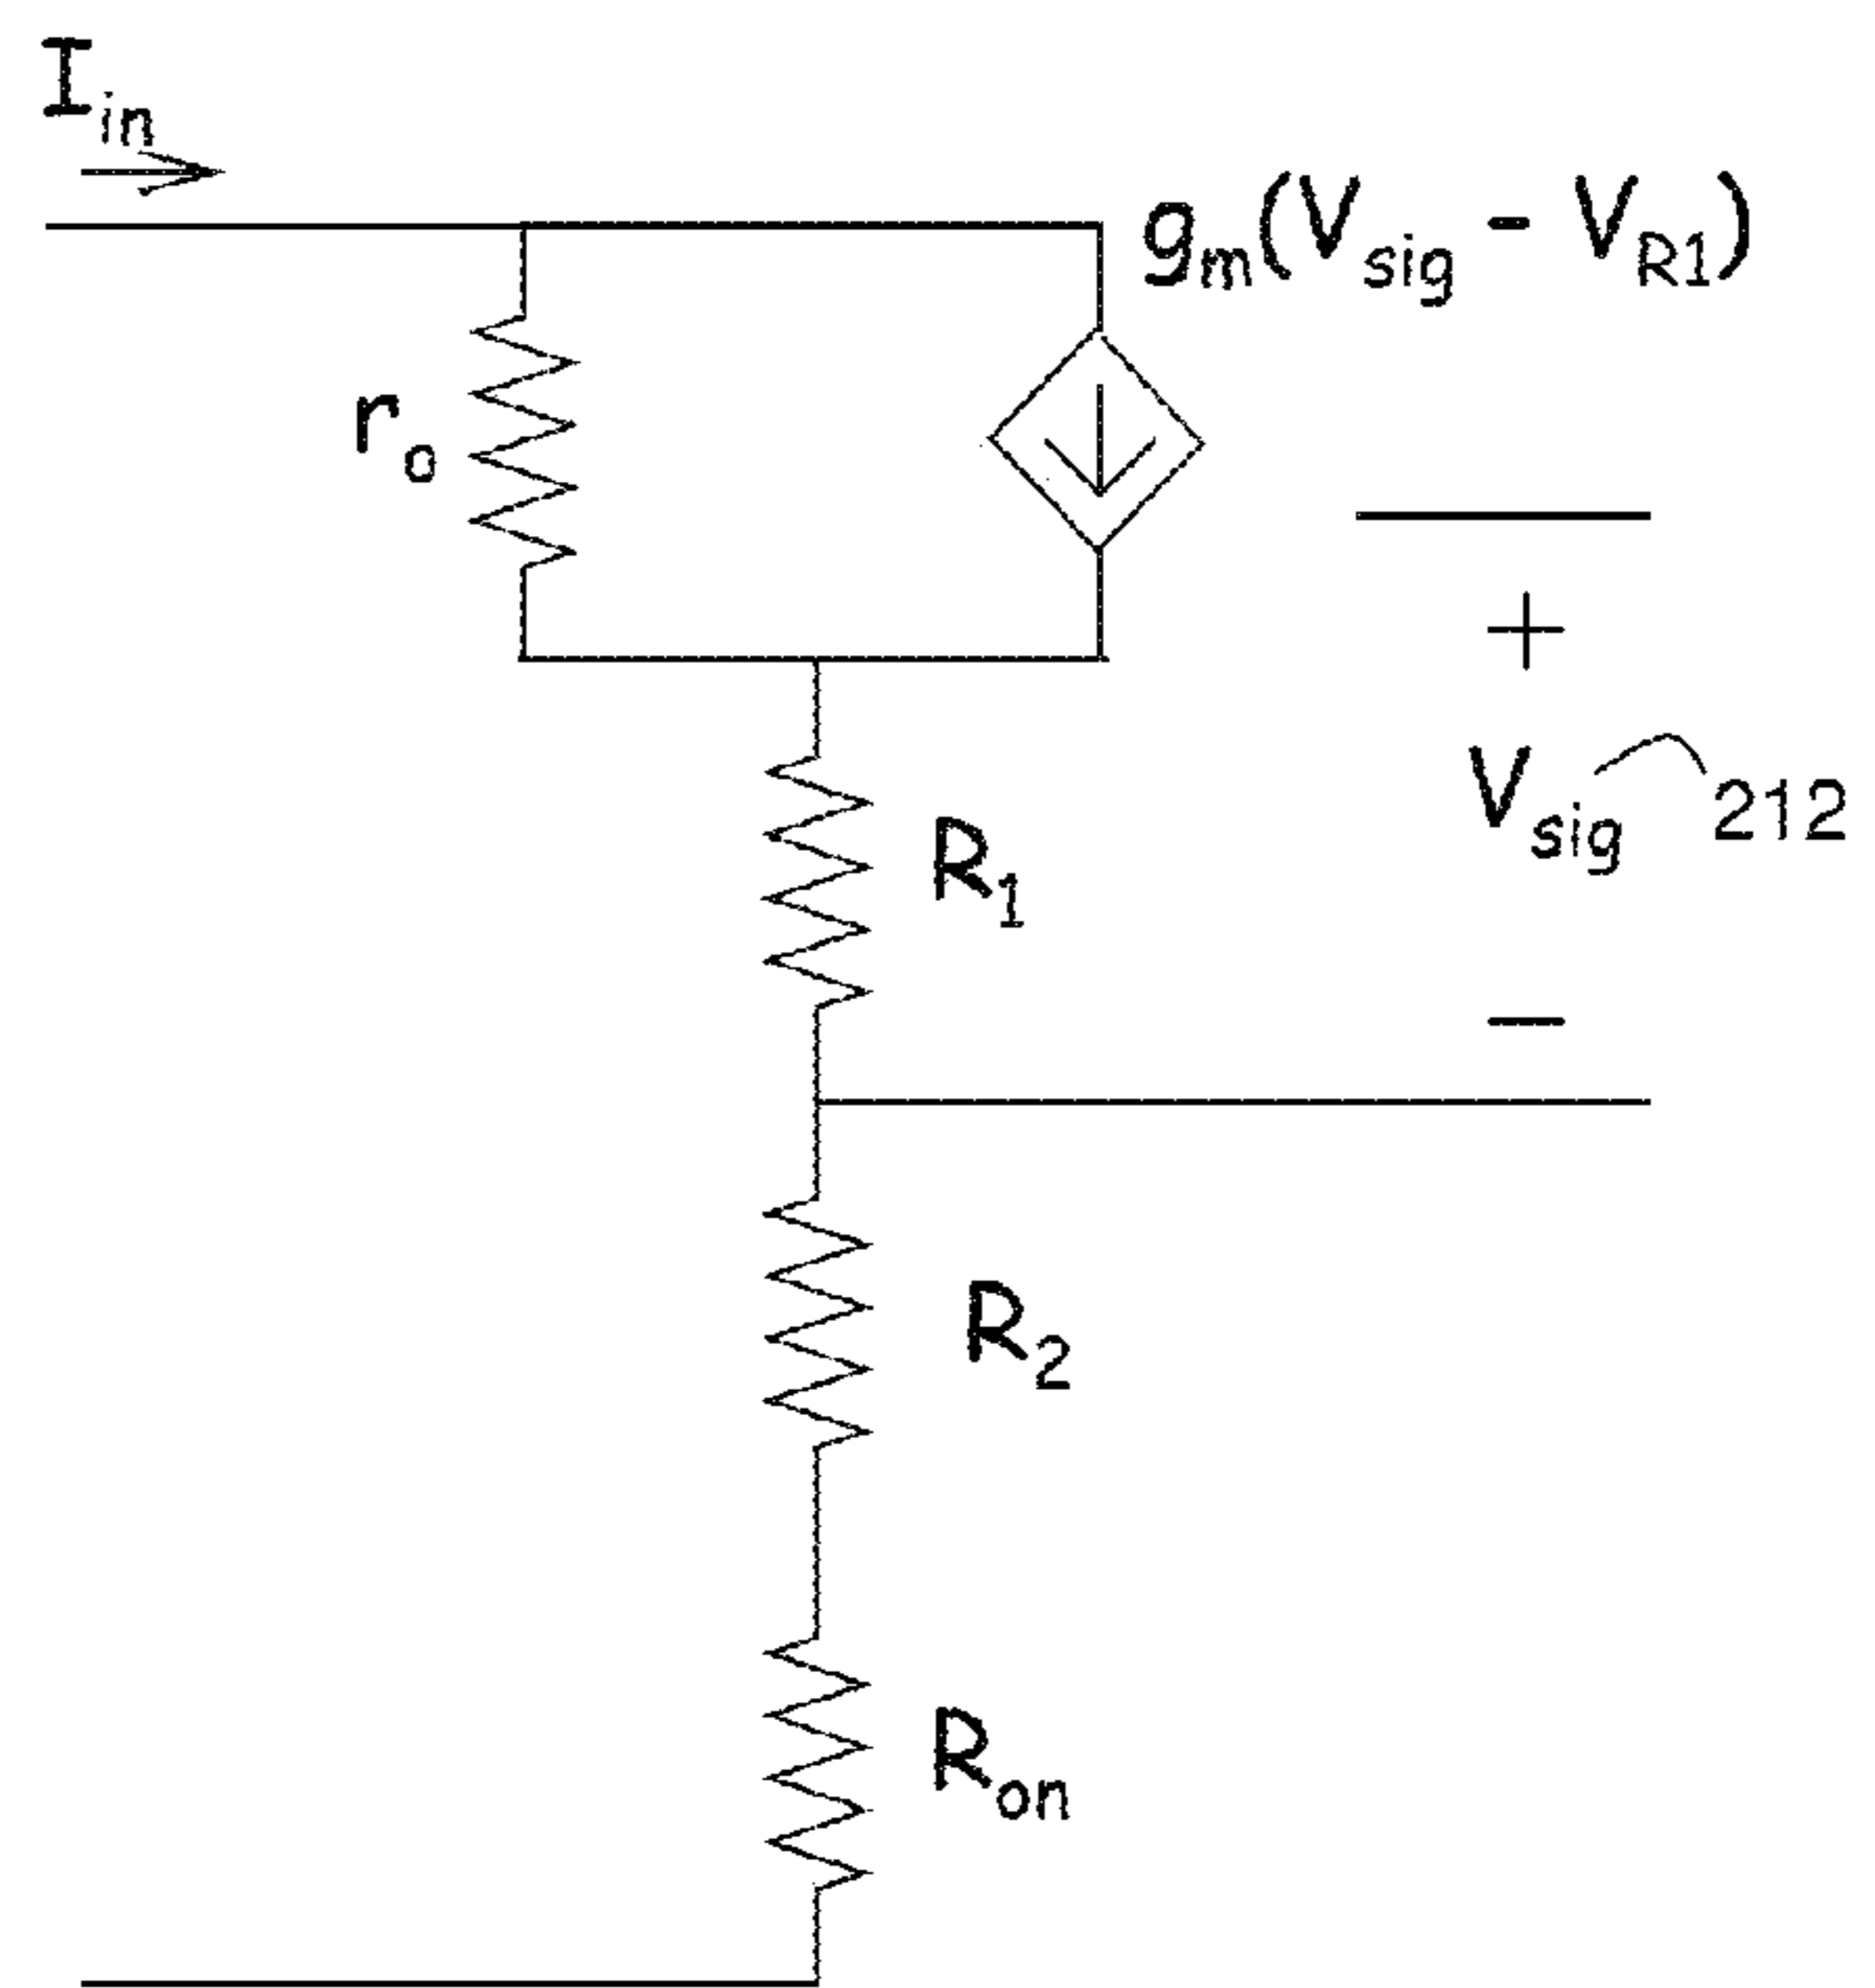 I_in
g_m(V_sig - V_R1)
r_o
+
V_sig 212
R_1
−
R_2
R_on